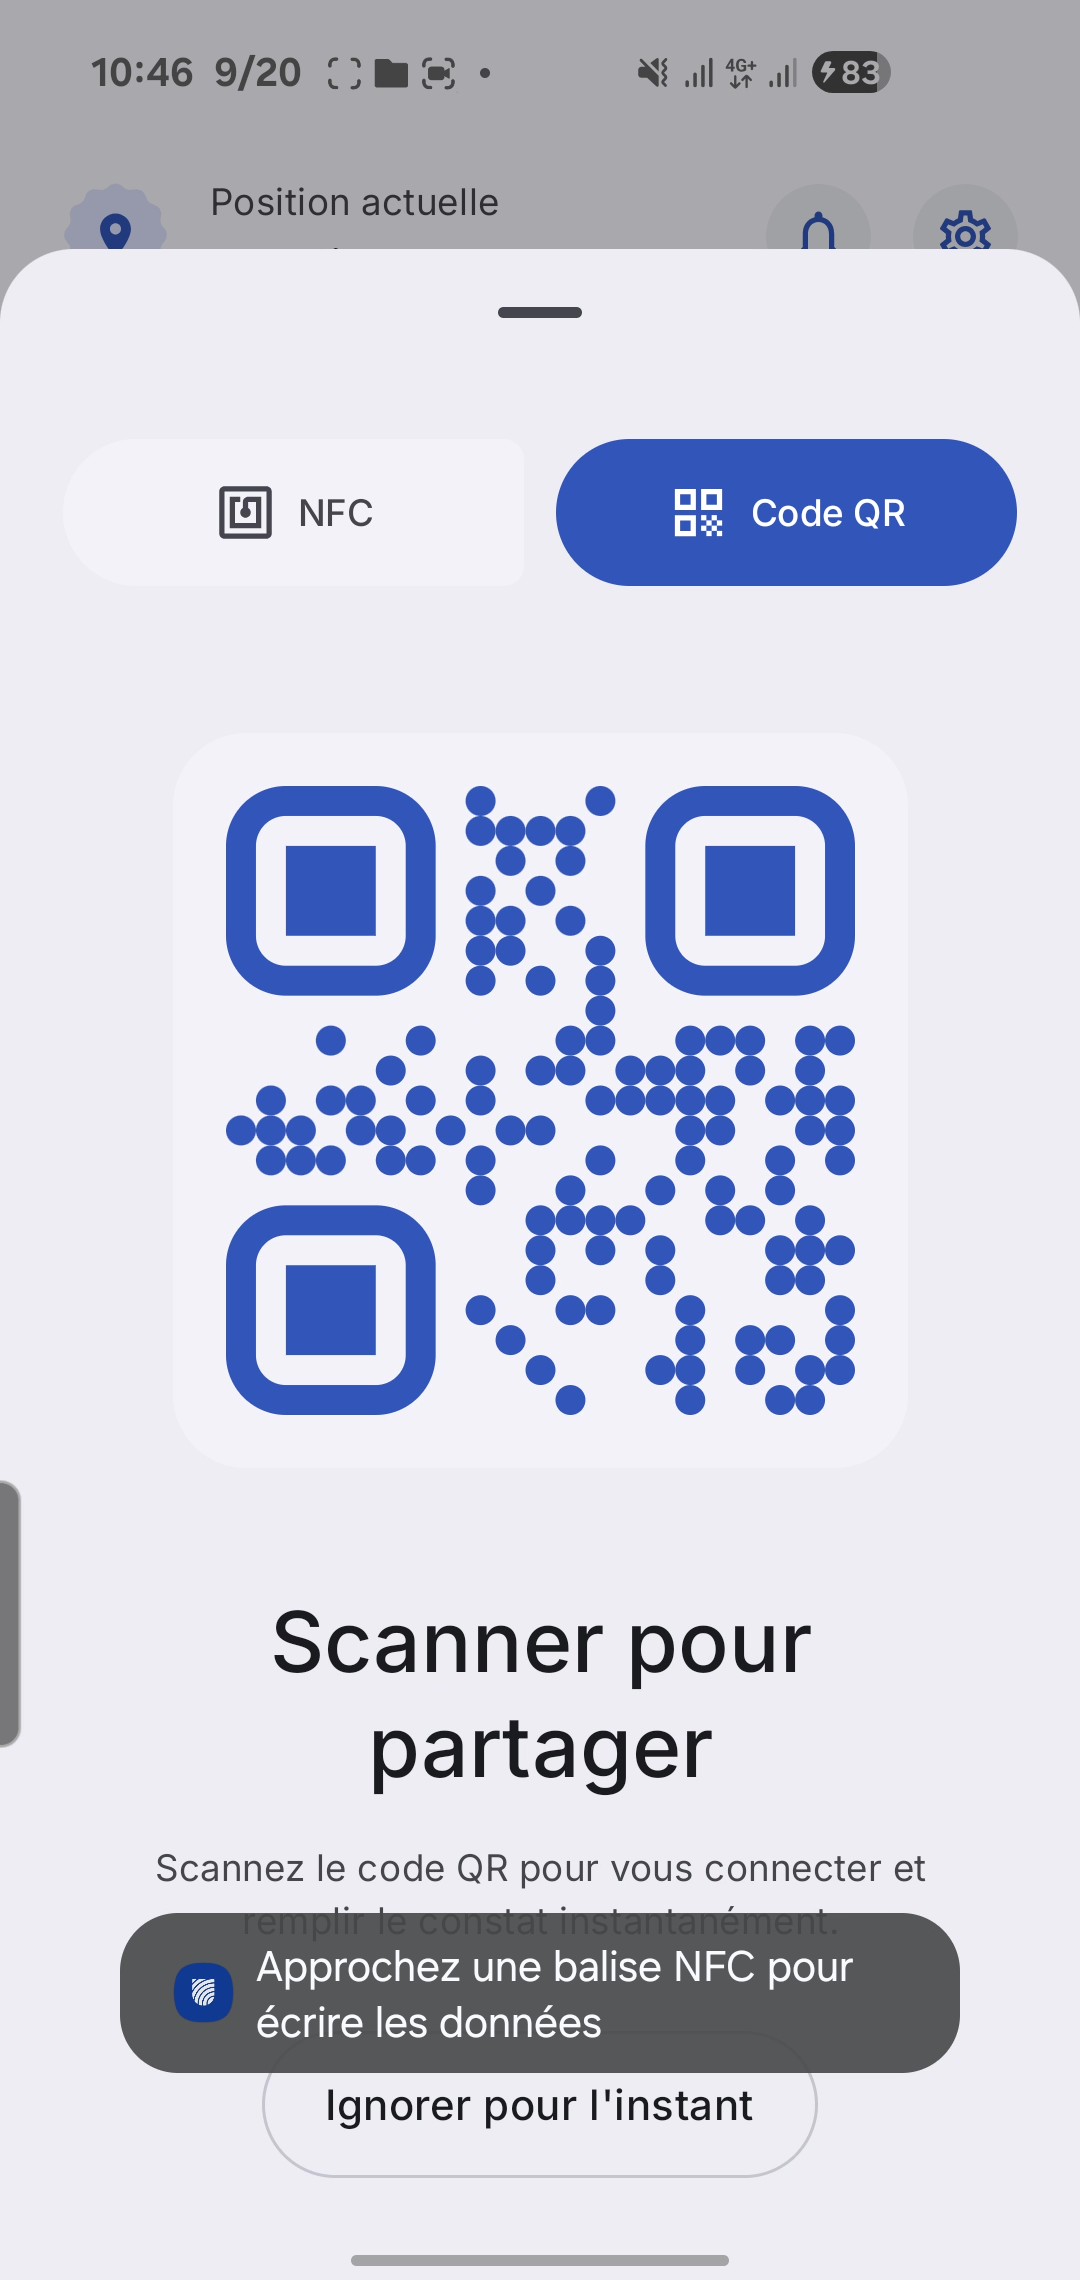 10:46 9/20
4G+
83
Position actuelle
NFC
Code QR
Scanner pour
partager
Scannez le code QR pour vous connecter et
remplir le constat instantanément.
Approchez une balise NFC pour
écrire les données
Ignorer pour l'instant